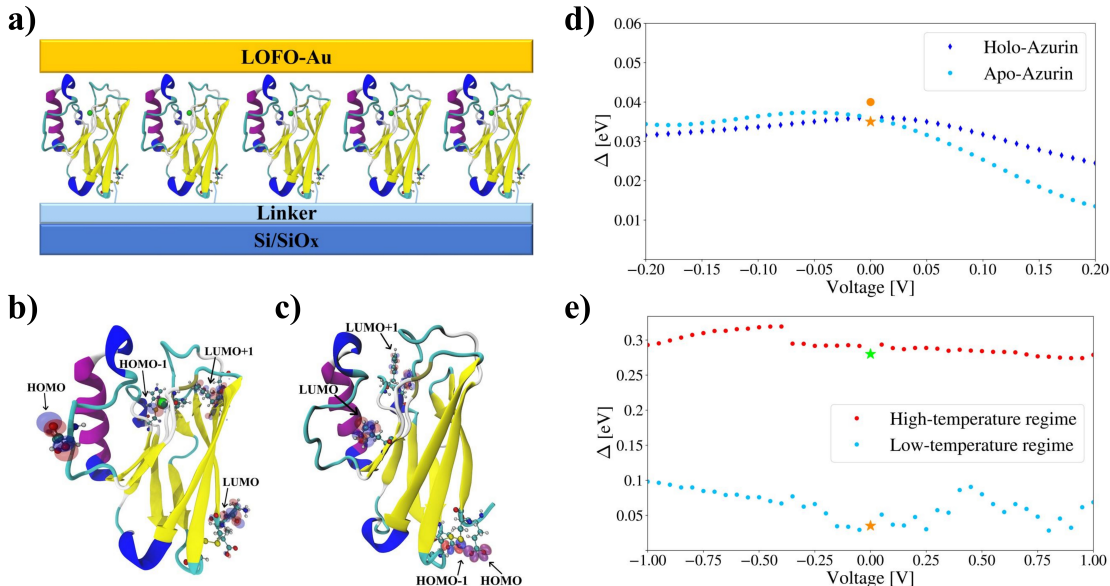 a)
LOFO-Au
Linker
Si/SiOx
b)
HOMO
HOMO-1
LUMO+1
LUMO
c)
LUMO+1
LUMO
HOMO-1
HOMO
d)
Δ [eV]
0.06
0.05
0.04
0.03
0.02
0.01
Holo-Azurin
Apo-Azurin
−0.20 −0.15 −0.10 −0.05 0.00 0.05 0.10 0.15 0.20
Voltage [V]
e)
Δ [eV]
0.3
0.25
0.2
0.15
0.1
0.05
High-temperature regime
Low-temperature regime
−1.00 −0.75 −0.50 −0.25 0.00 0.25 0.50 0.75 1.00
Voltage [V]